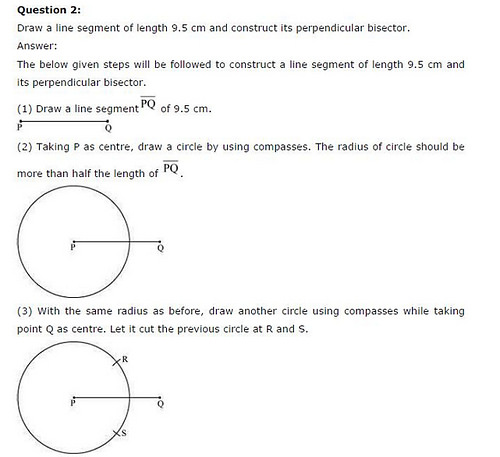 Question 2:
Draw a line segment of length 9.5 cm and construct its perpendicular bisector.
Answer:
The below given steps will be followed to construct a line segment of length 9.5 cm and
its perpendicular bisector.
(1) Draw a line segment PQ of 9.5 cm.
P Q
(2) Taking P as centre, draw a circle by using compasses. The radius of circle should be
more than half the length of PQ.
P Q
(3) With the same radius as before, draw another circle using compasses while taking
point Q as centre. Let it cut the previous circle at R and S.
R
P Q
S